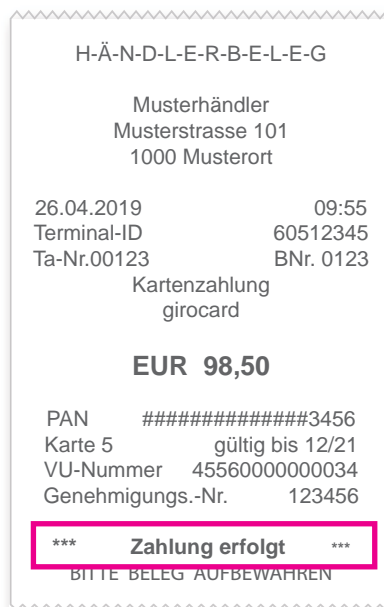 H-Ä-N-D-L-E-R-B-E-L-E-G
Musterhändler
Musterstrasse 101
1000 Musterort
26.04.2019 09:55
Terminal-ID 60512345
Ta-Nr.00123 BNr. 0123
Kartenzahlung
girocard
EUR 98,50
PAN ##############3456
Karte 5 gültig bis 12/21
VU-Nummer 45560000000034
Genehmigungs.-Nr. 123456
*** Zahlung erfolgt ***
BITTE BELEG AUFBEWAHREN